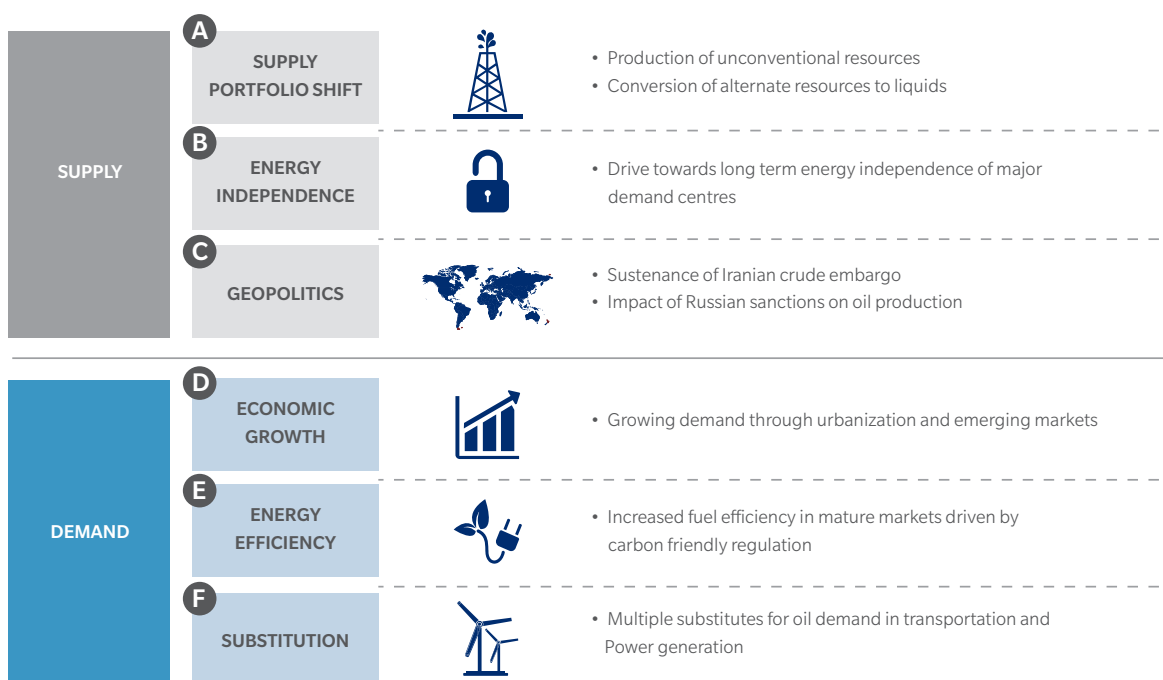 SUPPLY
A
SUPPLY
PORTFOLIO SHIFT
• Production of unconventional resources
• Conversion of alternate resources to liquids
B
ENERGY
INDEPENDENCE
• Drive towards long term energy independence of major
demand centres
C
GEOPOLITICS
• Sustenance of Iranian crude embargo
• Impact of Russian sanctions on oil production
DEMAND
D
ECONOMIC
GROWTH
• Growing demand through urbanization and emerging markets
E
ENERGY
EFFICIENCY
• Increased fuel efficiency in mature markets driven by
carbon friendly regulation
F
SUBSTITUTION
• Multiple substitutes for oil demand in transportation and
Power generation